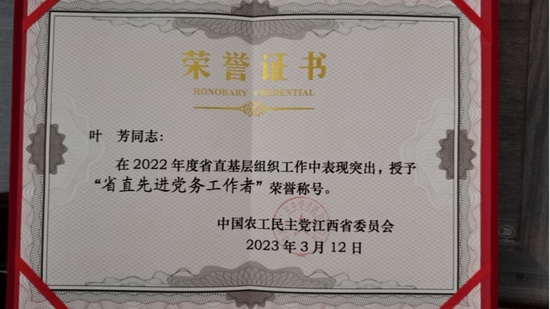 荣誉证书
HONORARY CREDENTIAL
叶 芳同志：
在2022年度省直基层组织工作中表现突出，授予
“省直先进党务工作者”荣誉称号。
中国农工民主党江西省委员会
2023年3月12日